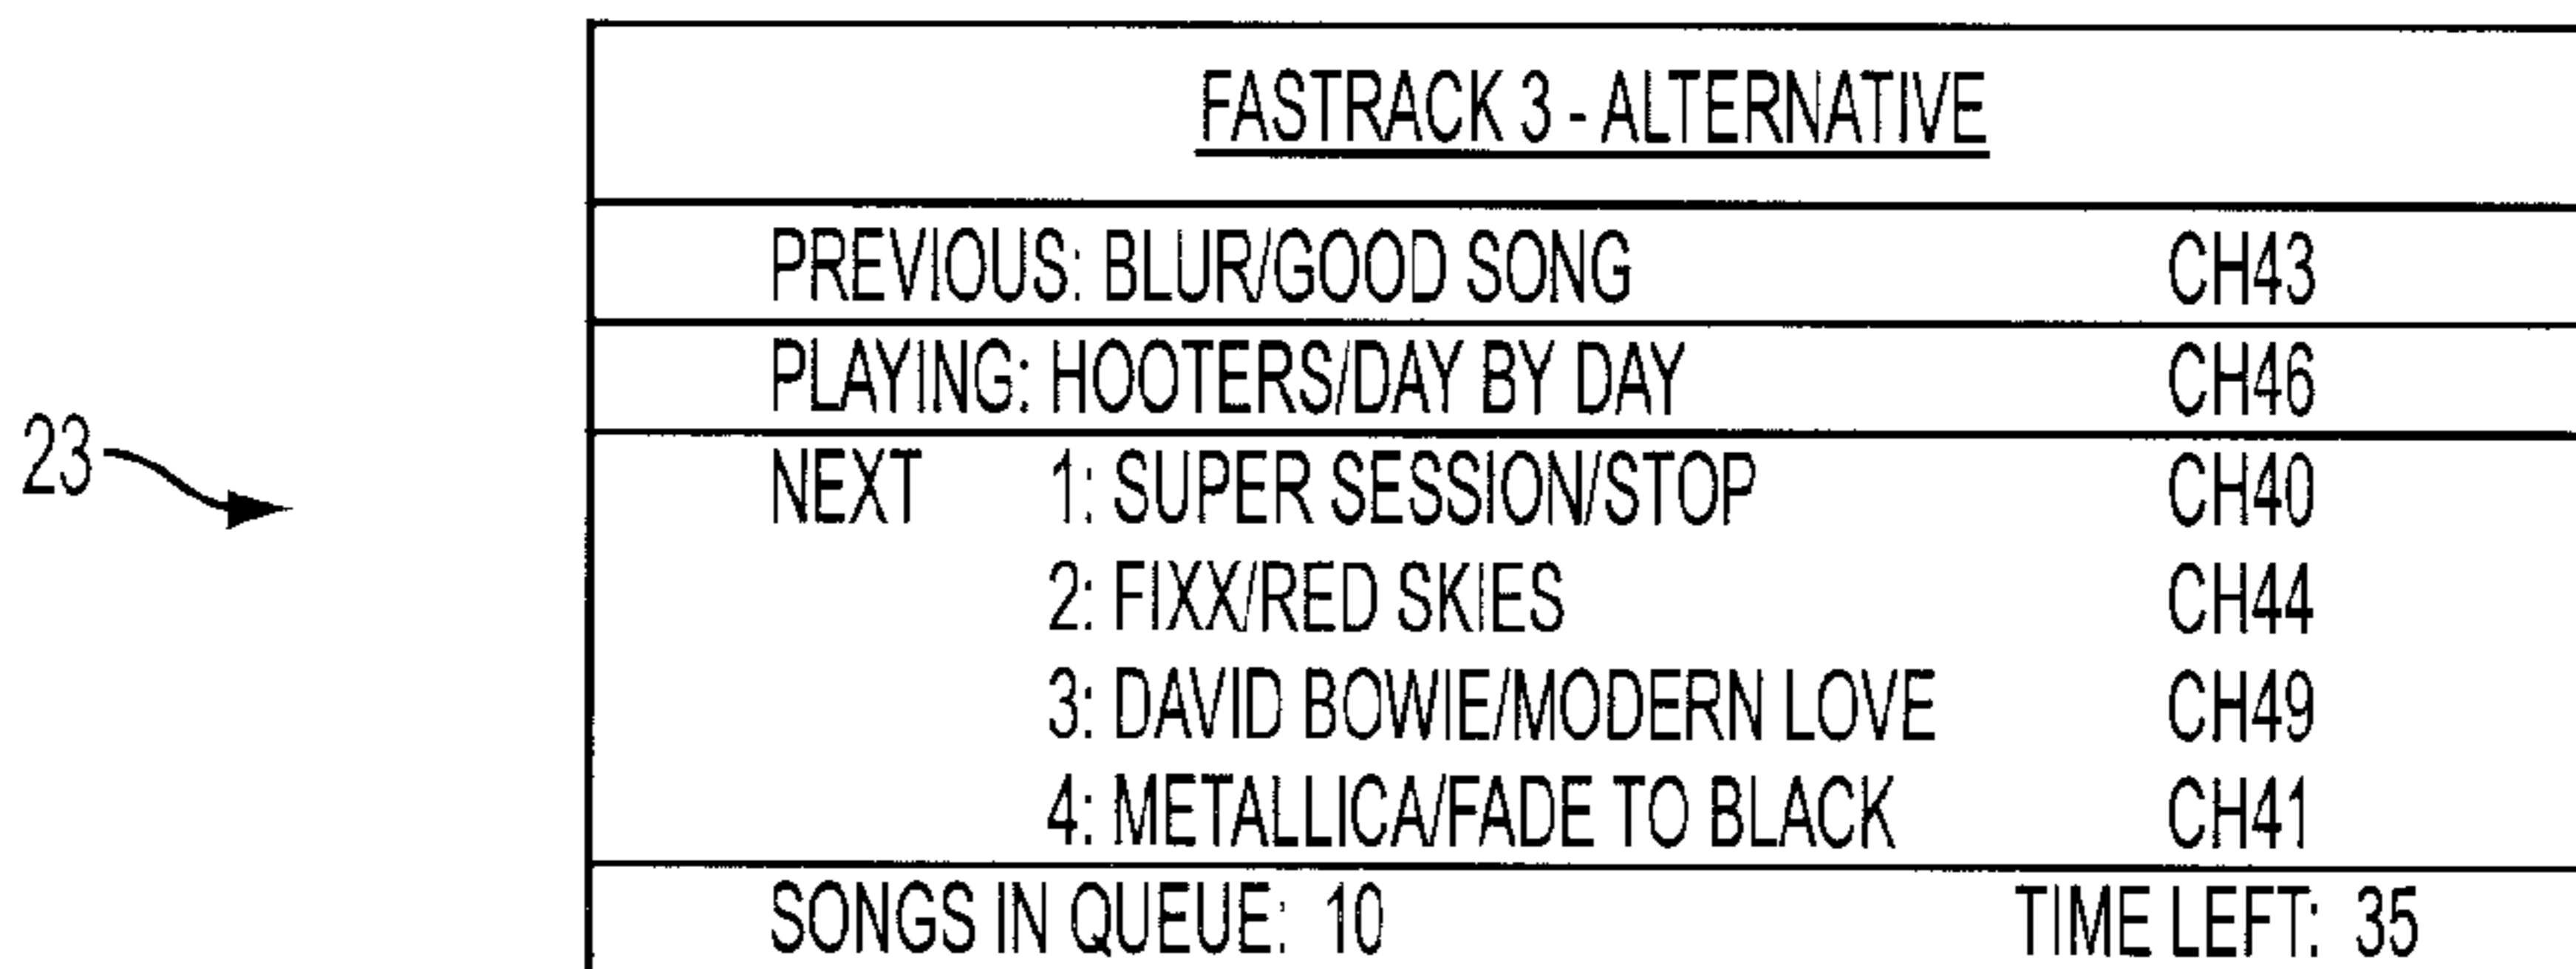 FASTRACK 3 - ALTERNATIVE
PREVIOUS: BLUR/GOOD SONG CH43
PLAYING: HOOTERS/DAY BY DAY CH46
23
NEXT 1: SUPER SESSION/STOP CH40
2: FIXX/RED SKIES CH44
3: DAVID BOWIE/MODERN LOVE CH49
4: METALLICA/FADE TO BLACK CH41
SONGS IN QUEUE: 10 TIME LEFT: 35